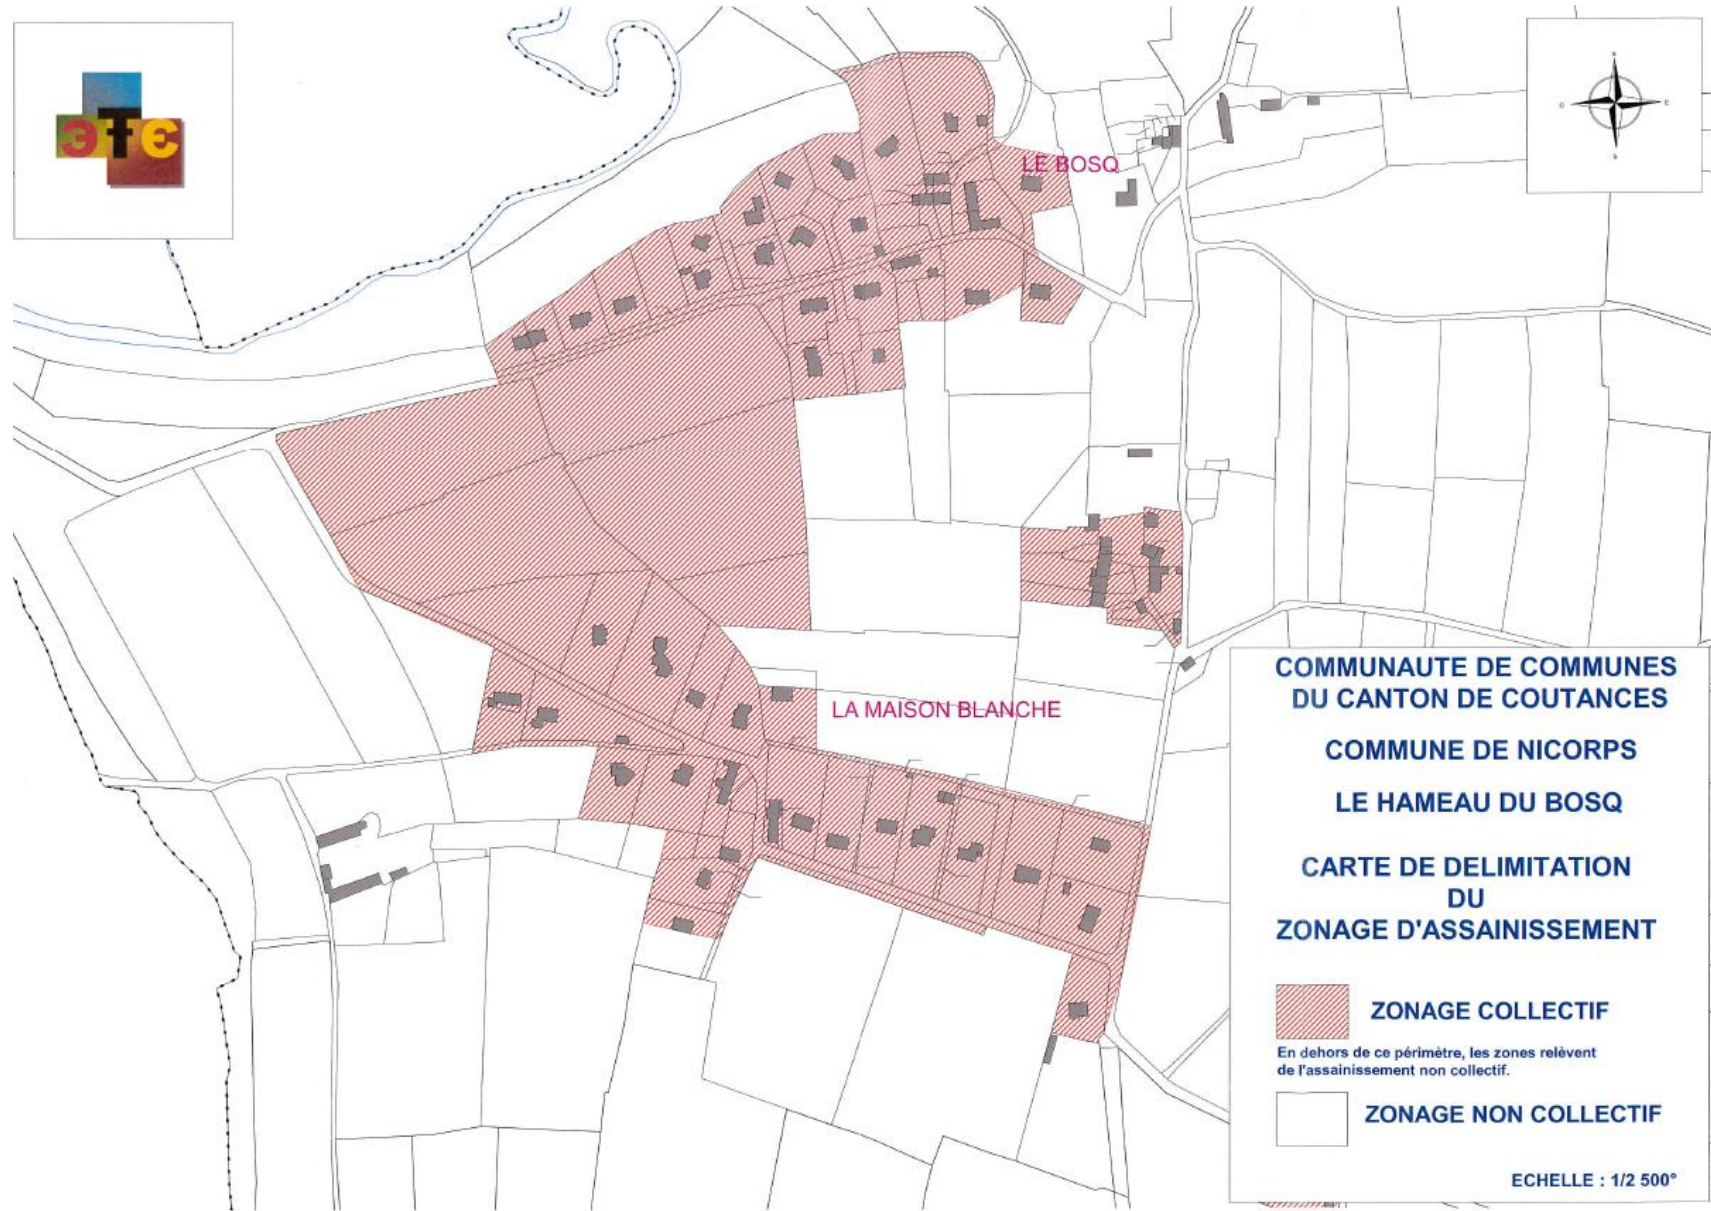 ЭTЄ
N
O
E
S
LE BOSQ
LA MAISON BLANCHE
COMMUNAUTE DE COMMUNES
DU CANTON DE COUTANCES
COMMUNE DE NICORPS
LE HAMEAU DU BOSQ
CARTE DE DELIMITATION
DU
ZONAGE D'ASSAINISSEMENT
ZONAGE COLLECTIF
En dehors de ce périmètre, les zones relèvent
de l'assainissement non collectif.
ZONAGE NON COLLECTIF
ECHELLE : 1/2 500°